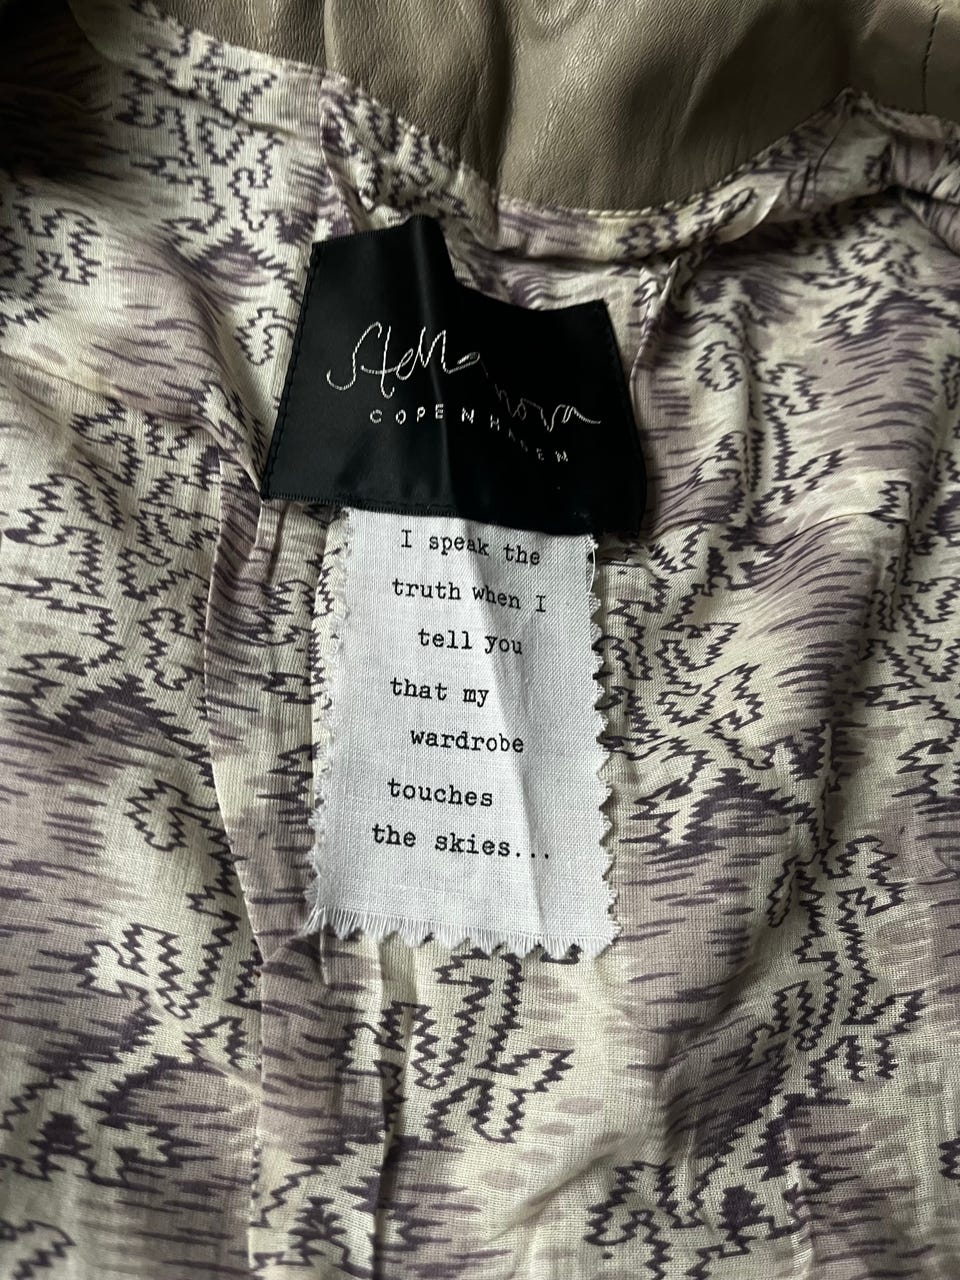 Stella Nova
COPENHAGEN
I speak the
truth when I
tell you
that my
wardrobe
touches
the skies...